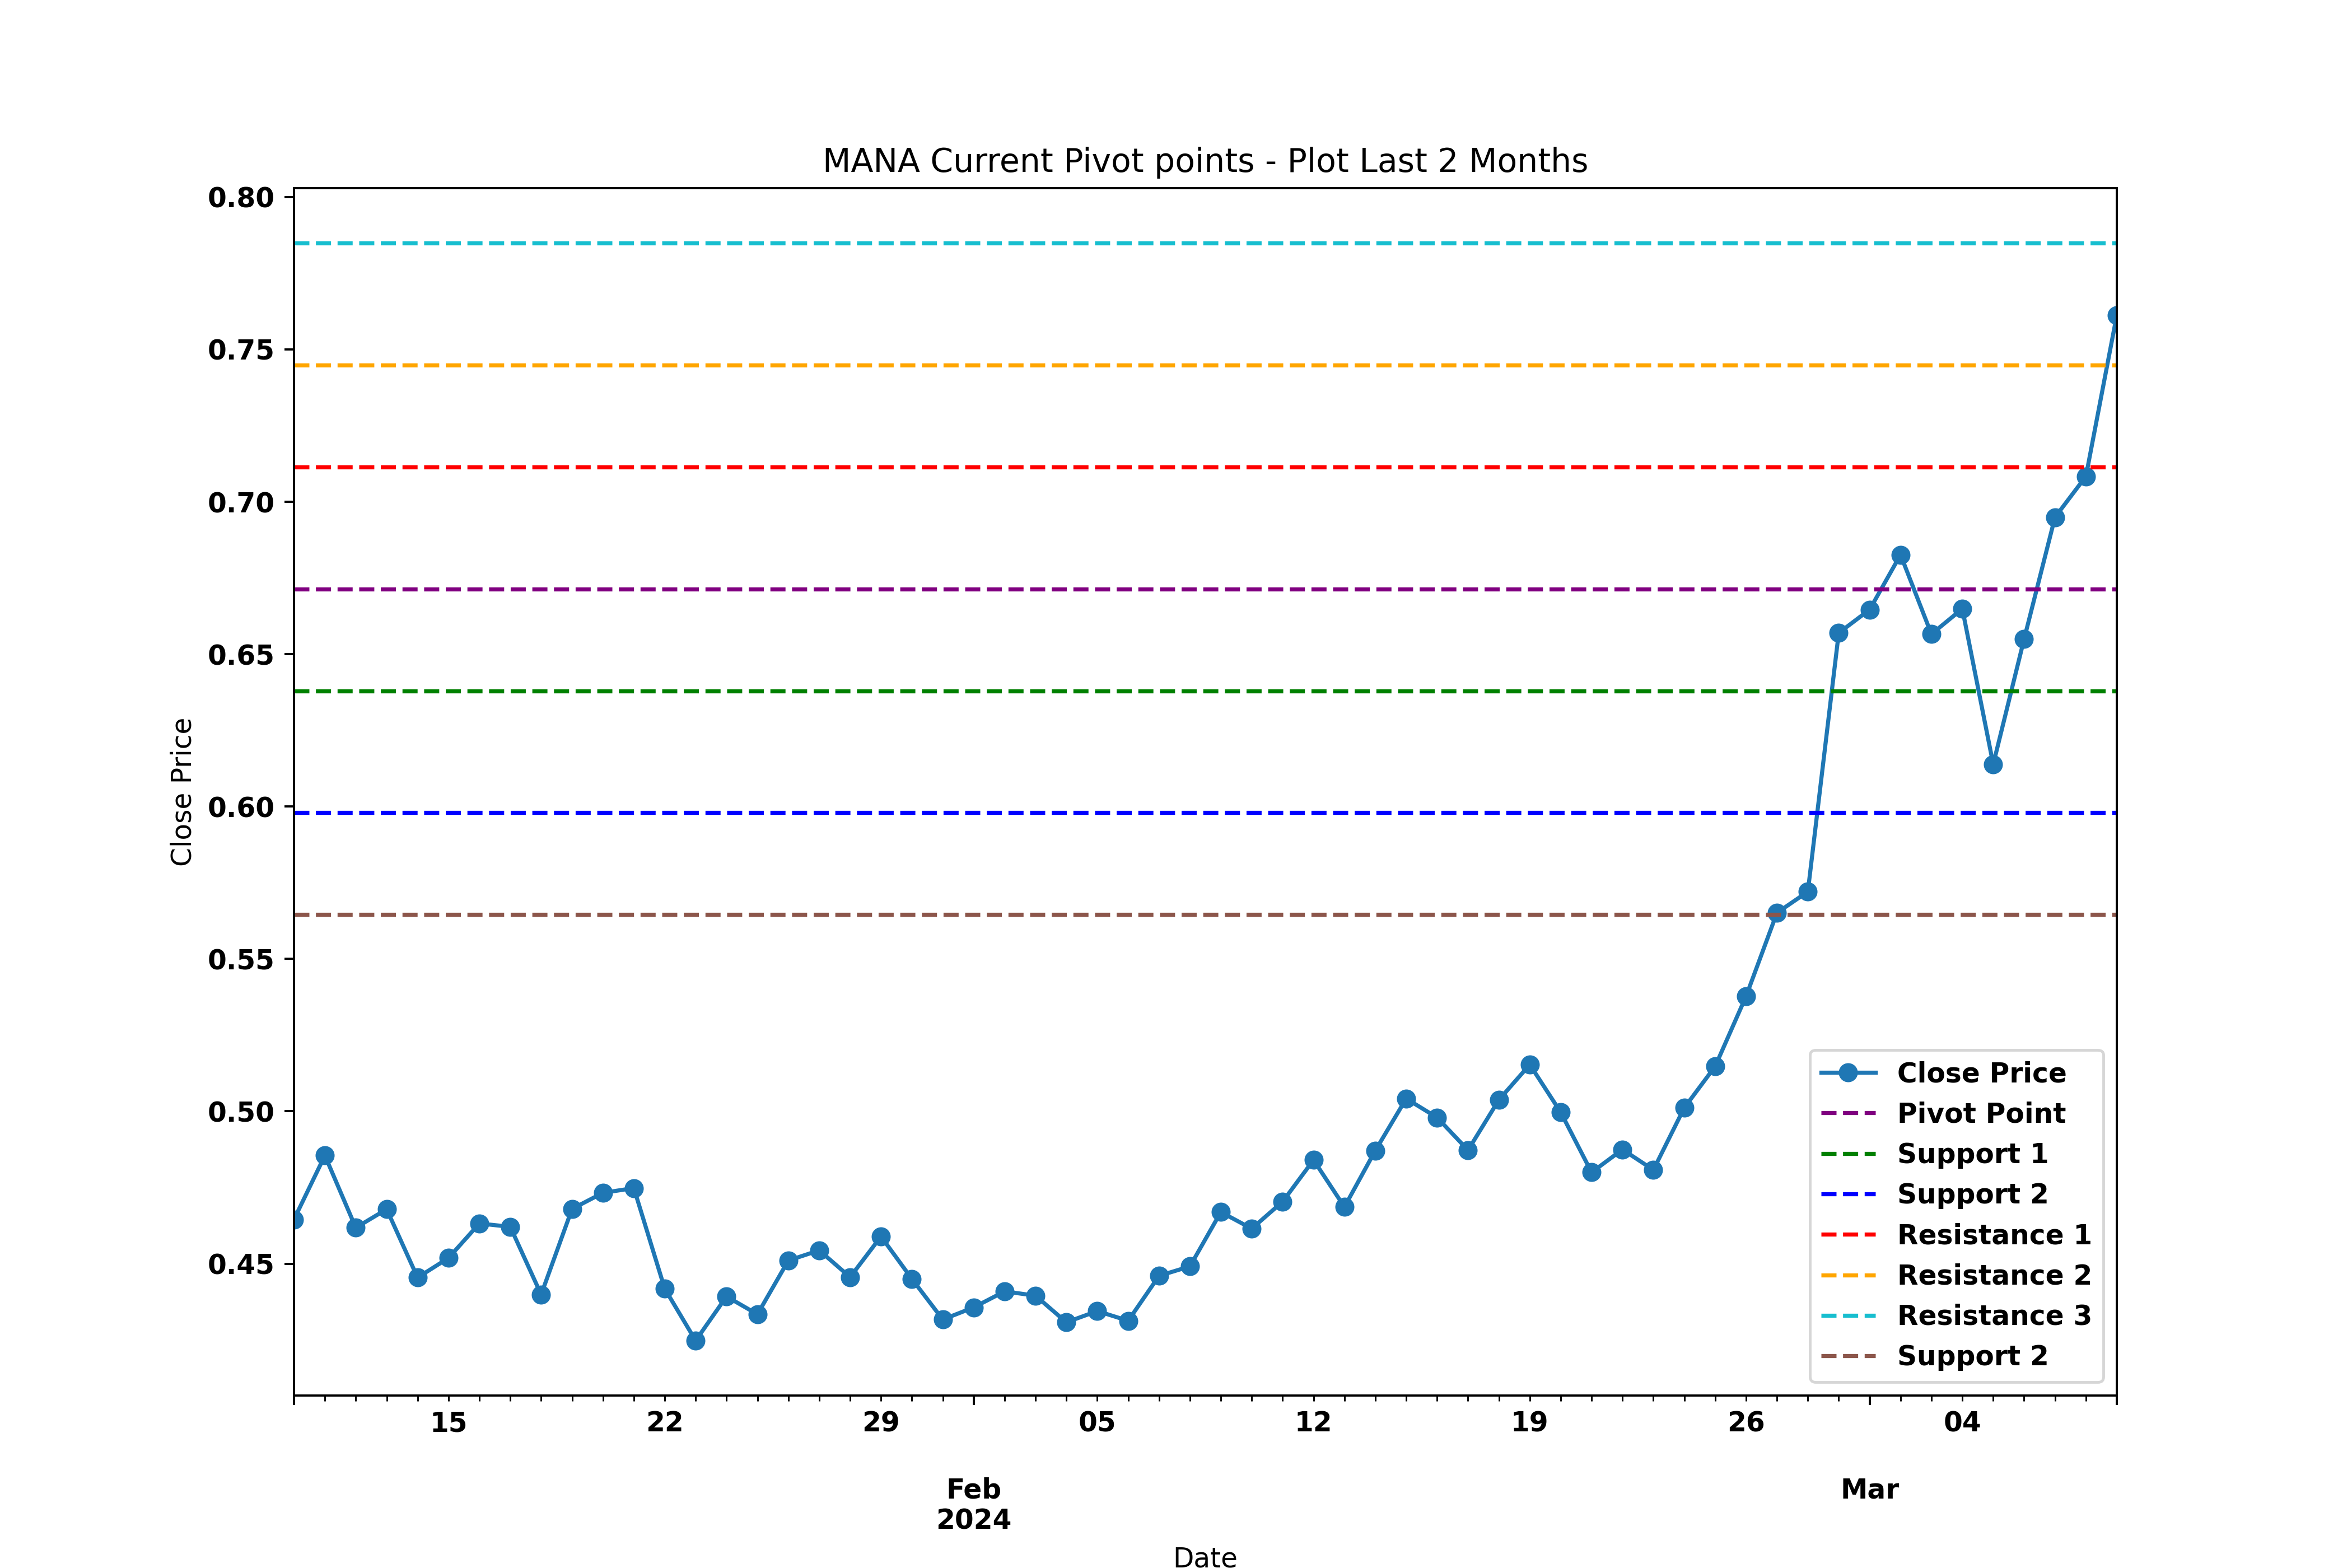 MANA Current Pivot points - Plot Last 2 Months
0.80
0.75
0.70
0.65
0.60
0.55
0.50
0.45
Close Price
Close Price
Pivot Point
Support 1
Support 2
Resistance 1
Resistance 2
Resistance 3
Support 2
15 22 29 05 12 19 26 04
Feb Mar
2024
Date